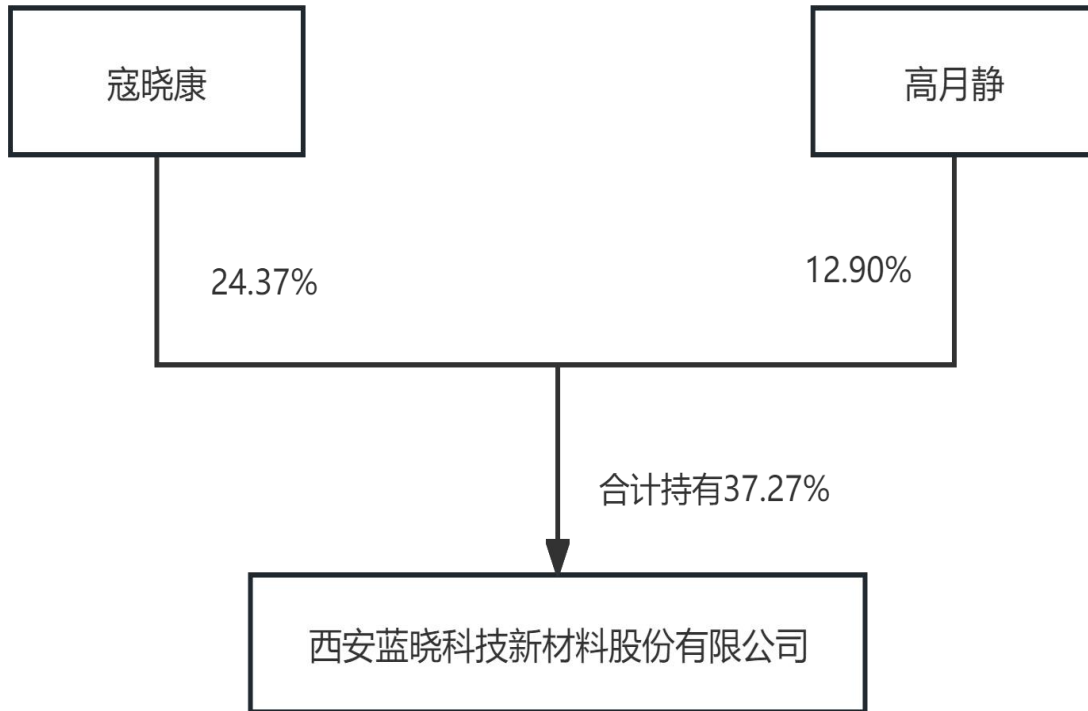 寇晓康
高月静
24.37%
12.90%
合计持有37.27%
西安蓝晓科技新材料股份有限公司